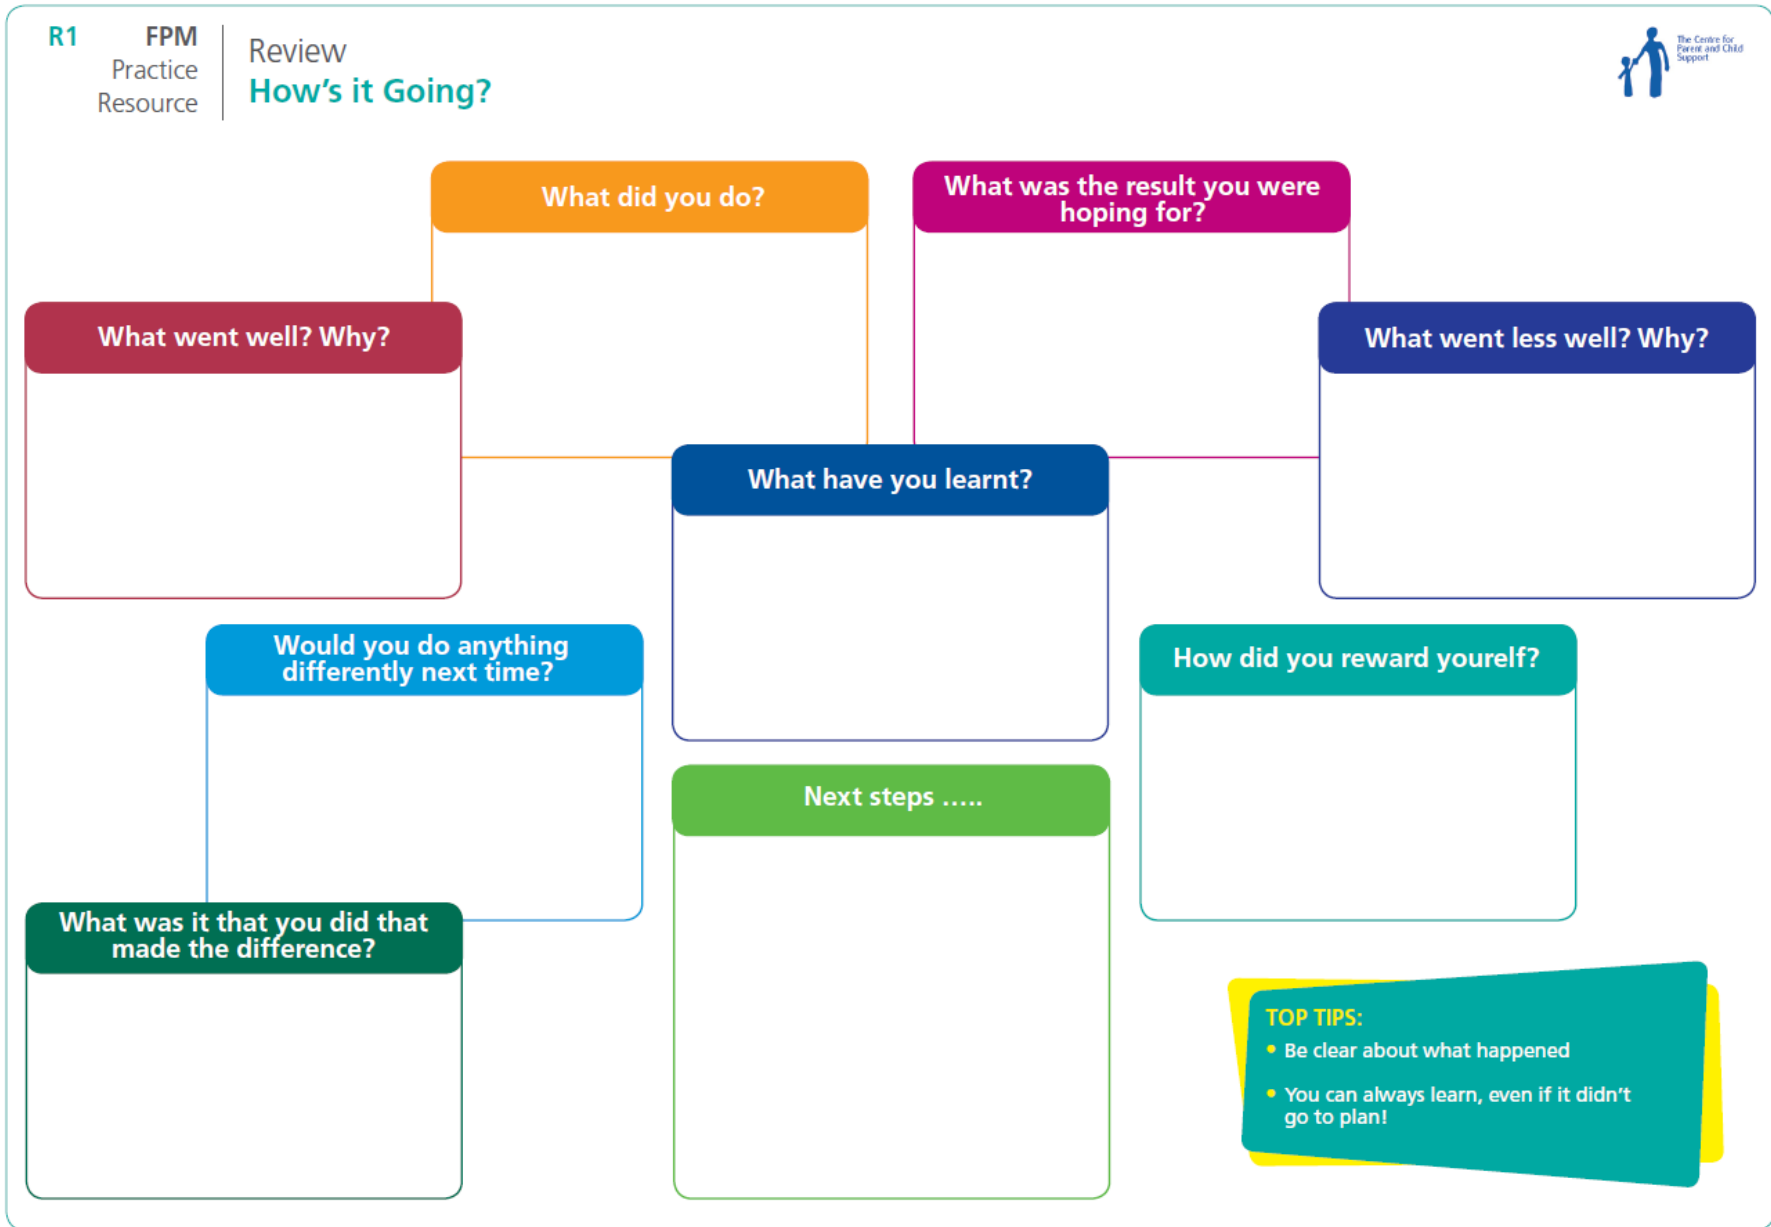 R1
FPM
Practice
Resource
Review
How's it Going?
The Centre for
Parent and Child
Support
What did you do?
What was the result you were
hoping for?
What went well? Why?
What went less well? Why?
What have you learnt?
Would you do anything
differently next time?
How did you reward yourelf?
Next steps .....
What was it that you did that
made the difference?
TOP TIPS:
• Be clear about what happened
• You can always learn, even if it didn't
go to plan!